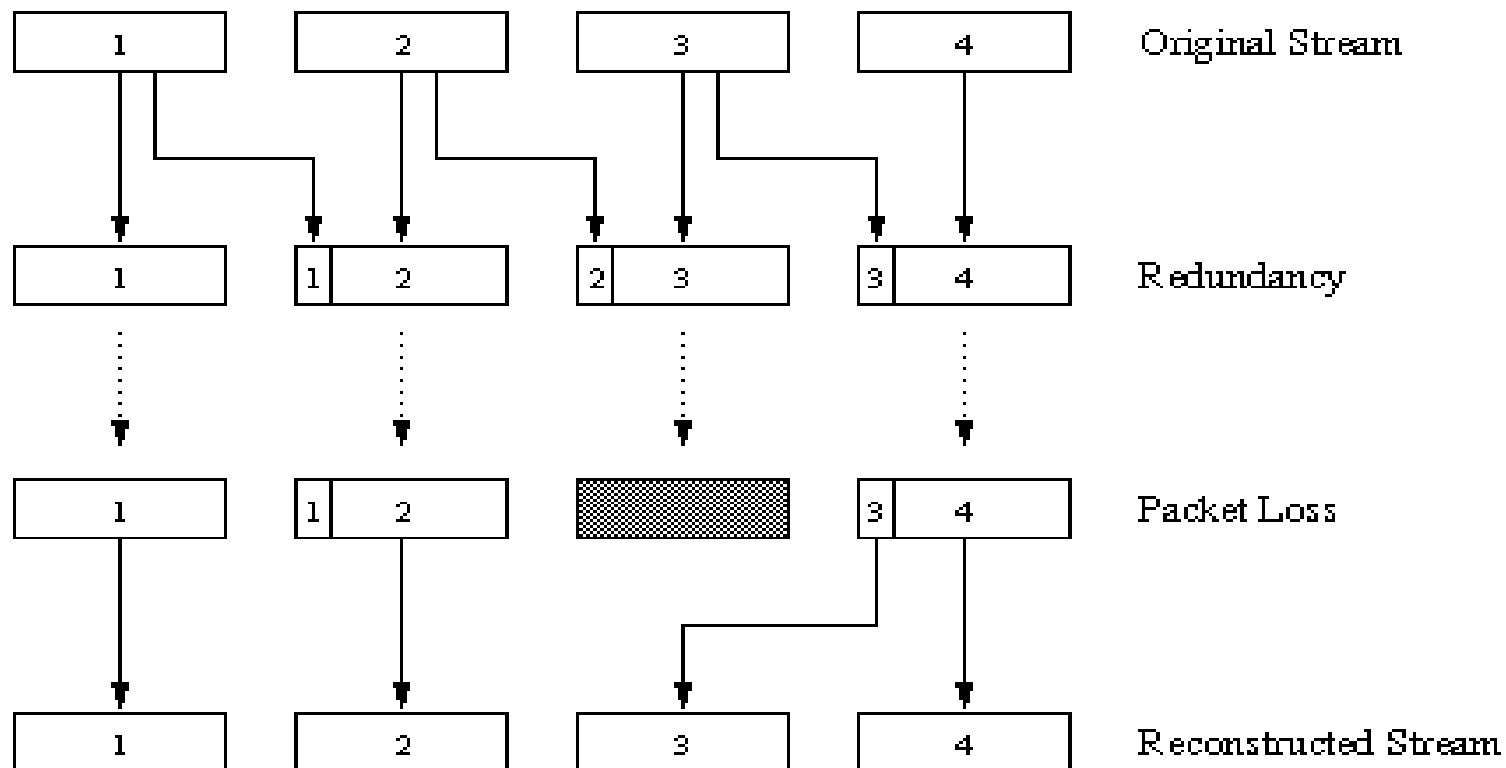 1 2 3 4 Original Stream
1 1 2 2 3 3 4 Redundancy
1 1 2 3 4 Packet Loss
1 2 3 4 Reconstructed Stream